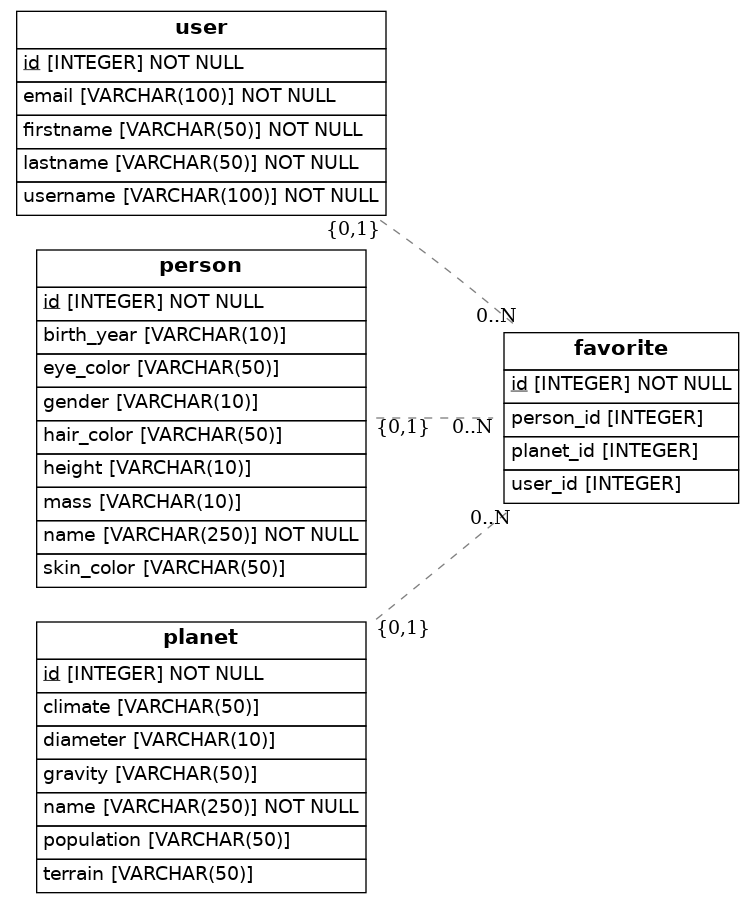 user
id [INTEGER] NOT NULL
email [VARCHAR(100)] NOT NULL
firstname [VARCHAR(50)] NOT NULL
lastname [VARCHAR(50)] NOT NULL
username [VARCHAR(100)] NOT NULL
{0,1}
0..N
person
id [INTEGER] NOT NULL
birth_year [VARCHAR(10)]
eye_color [VARCHAR(50)]
gender [VARCHAR(10)]
hair_color [VARCHAR(50)]
height [VARCHAR(10)]
mass [VARCHAR(10)]
name [VARCHAR(250)] NOT NULL
skin_color [VARCHAR(50)]
{0,1}
0..N
favorite
id [INTEGER] NOT NULL
person_id [INTEGER]
planet_id [INTEGER]
user_id [INTEGER]
0..N
{0,1}
planet
id [INTEGER] NOT NULL
climate [VARCHAR(50)]
diameter [VARCHAR(10)]
gravity [VARCHAR(50)]
name [VARCHAR(250)] NOT NULL
population [VARCHAR(50)]
terrain [VARCHAR(50)]